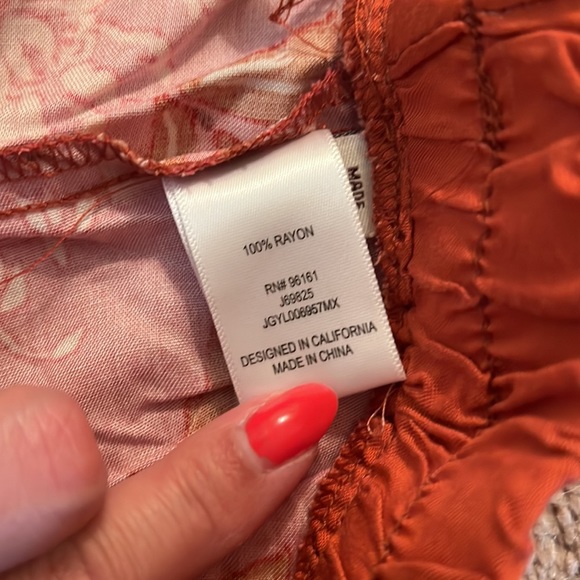 100% RAYON
RN# 96161
J69825
JGYL006957MX
DESIGNED IN CALIFORNIA
MADE IN CHINA
MADE